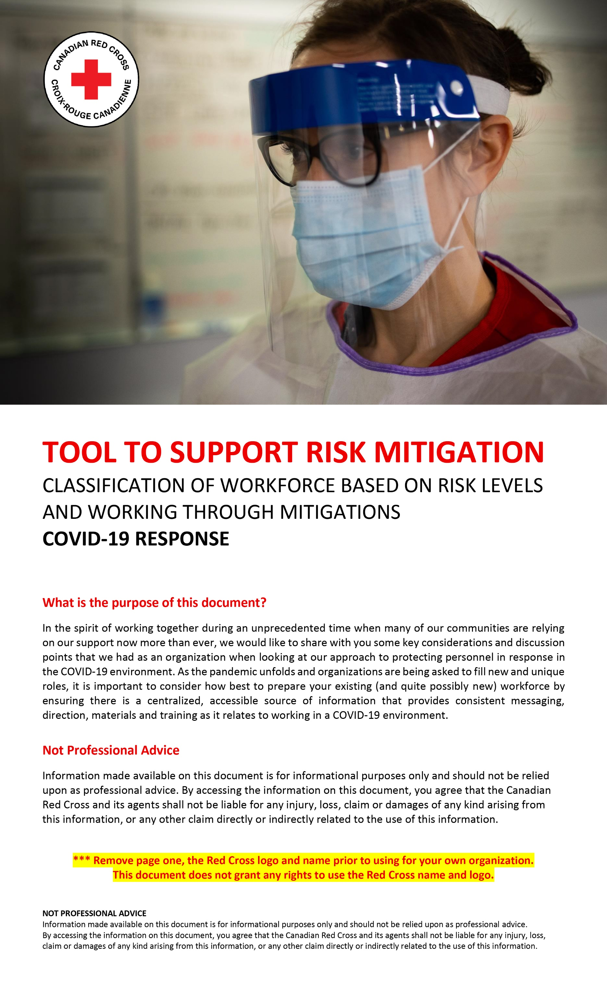 CANADIAN RED CROSS
CROIX-ROUGE CANADIENNE
TOOL TO SUPPORT RISK MITIGATION
CLASSIFICATION OF WORKFORCE BASED ON RISK LEVELS
AND WORKING THROUGH MITIGATIONS
COVID-19 RESPONSE
What is the purpose of this document?
In the spirit of working together during an unprecedented time when many of our communities are relying
on our support now more than ever, we would like to share with you some key considerations and discussion
points that we had as an organization when looking at our approach to protecting personnel in response in
the COVID-19 environment. As the pandemic unfolds and organizations are being asked to fill new and unique
roles, it is important to consider how best to prepare your existing (and quite possibly new) workforce by
ensuring there is a centralized, accessible source of information that provides consistent messaging,
direction, materials and training as it relates to working in a COVID-19 environment.
Not Professional Advice
Information made available on this document is for informational purposes only and should not be relied
upon as professional advice. By accessing the information on this document, you agree that the Canadian
Red Cross and its agents shall not be liable for any injury, loss, claim or damages of any kind arising from
this information, or any other claim directly or indirectly related to the use of this information.
*** Remove page one, the Red Cross logo and name prior to using for your own organization.
This document does not grant any rights to use the Red Cross name and logo.
NOT PROFESSIONAL ADVICE
Information made available on this document is for informational purposes only and should not be relied upon as professional advice.
By accessing the information on this document, you agree that the Canadian Red Cross and its agents shall not be liable for any injury, loss,
claim or damages of any kind arising from this information, or any other claim directly or indirectly related to the use of this information.